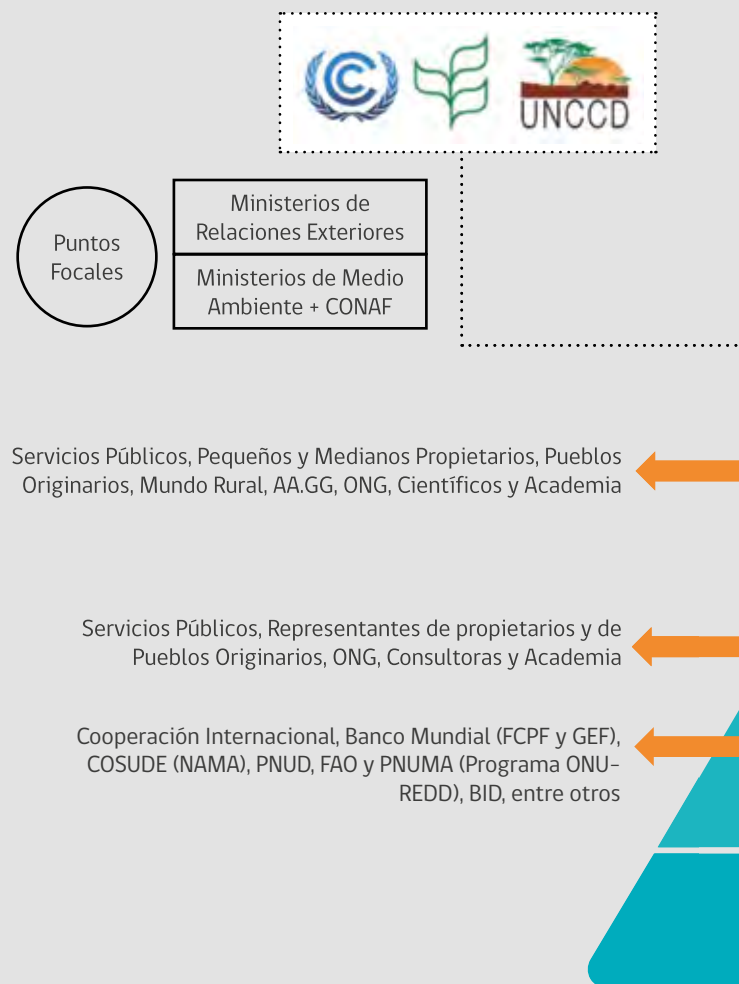 UNCCD
Puntos
Focales
Ministerios de
Relaciones Exteriores
Ministerios de Medio
Ambiente + CONAF
Servicios Públicos, Pequeños y Medianos Propietarios, Pueblos
Originarios, Mundo Rural, AA.GG, ONG, Científicos y Academia
Servicios Públicos, Representantes de propietarios y de
Pueblos Originarios, ONG, Consultoras y Academia
Cooperación Internacional, Banco Mundial (FCPF y GEF),
COSUDE (NAMA), PNUD, FAO y PNUMA (Programa ONU-
REDD), BID, entre otros